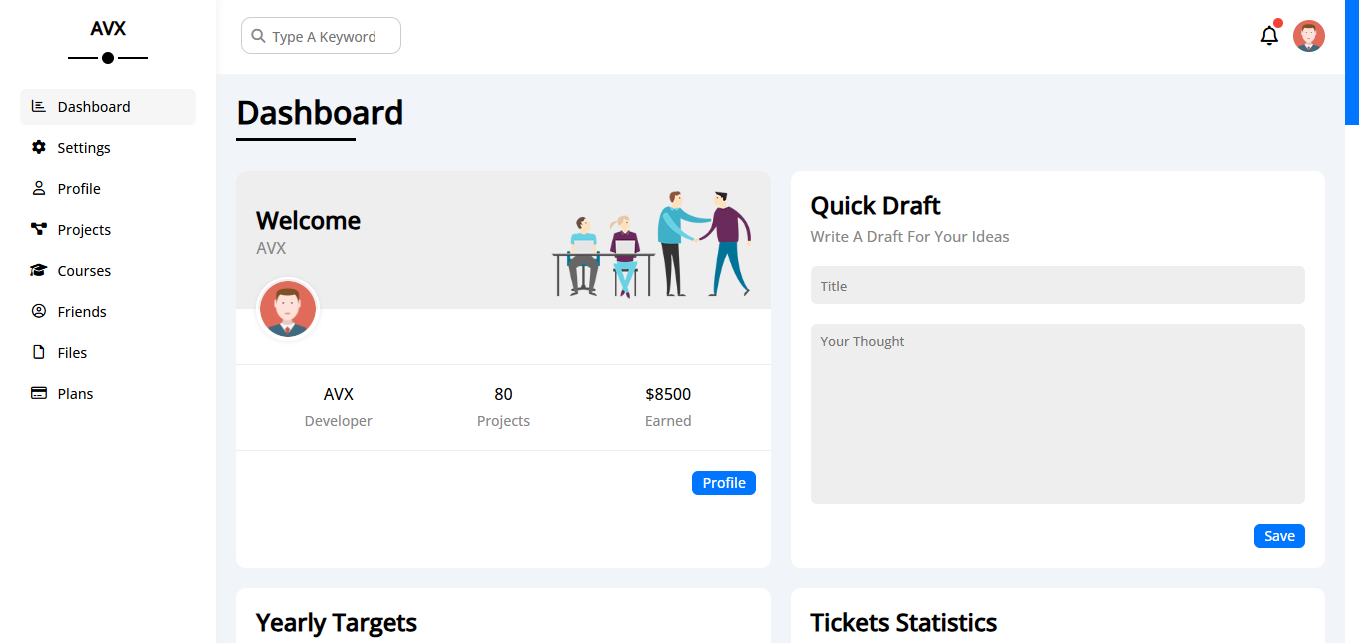 AVX
Dashboard
Settings
Profile
Projects
Courses
Friends
Files
Plans
Type A Keyword
Dashboard
Welcome
AVX
AVX
Developer
80
Projects
$8500
Earned
Profile
Quick Draft
Write A Draft For Your Ideas
Title
Your Thought
Save
Yearly Targets
Tickets Statistics